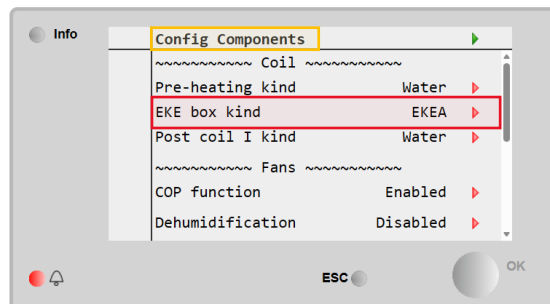 Info
Config Components
~~~~~~~~~~~ Coil ~~~~~~~~~~~
Pre-heating kind Water
EKE box kind EKEA
Post coil I kind Water
~~~~~~~~~~~ Fans ~~~~~~~~~~~
COP function Enabled
Dehumidification Disabled
ESC
OK